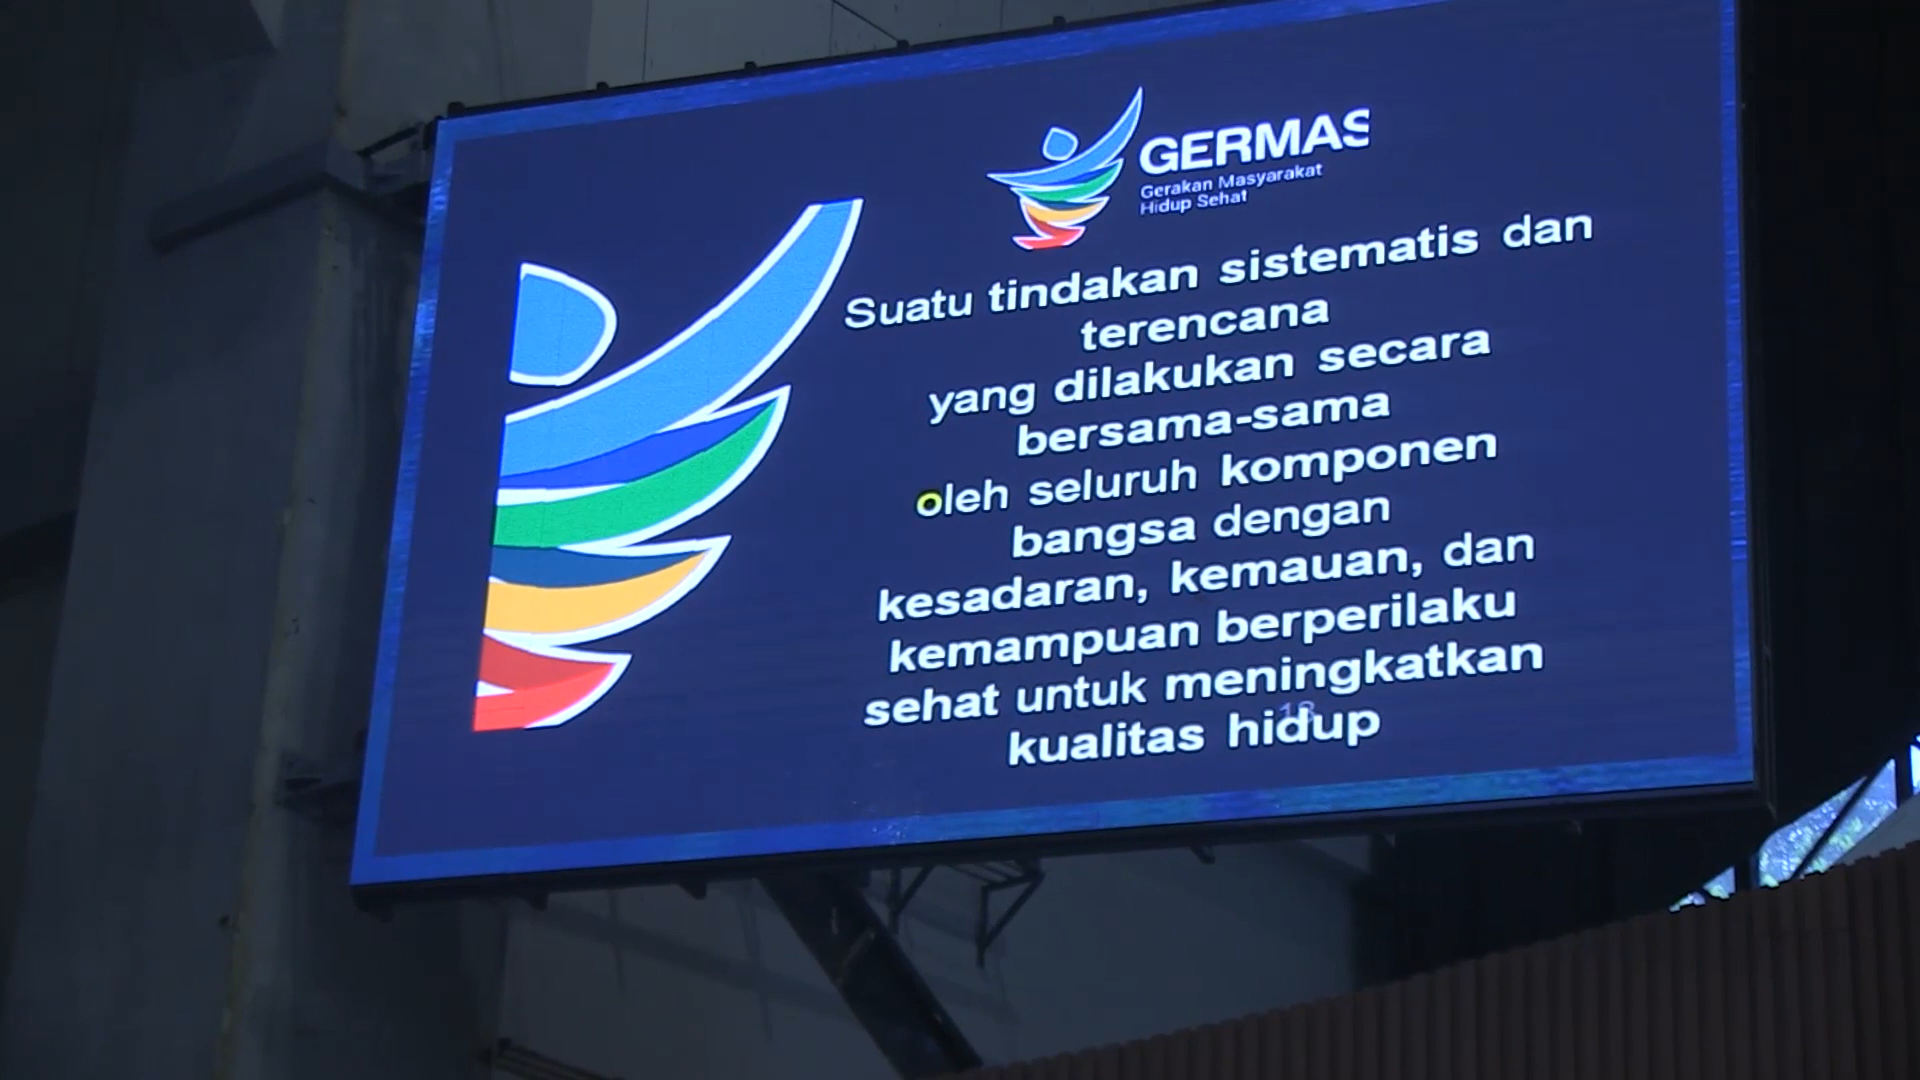 GERMAS
Gerakan Masyarakat
Hidup Sehat
Suatu tindakan sistematis dan
terencana
yang dilakukan secara
bersama-sama
oleh seluruh komponen
bangsa dengan
kesadaran, kemauan, dan
kemampuan berperilaku
sehat untuk meningkatkan
18
kualitas hidup